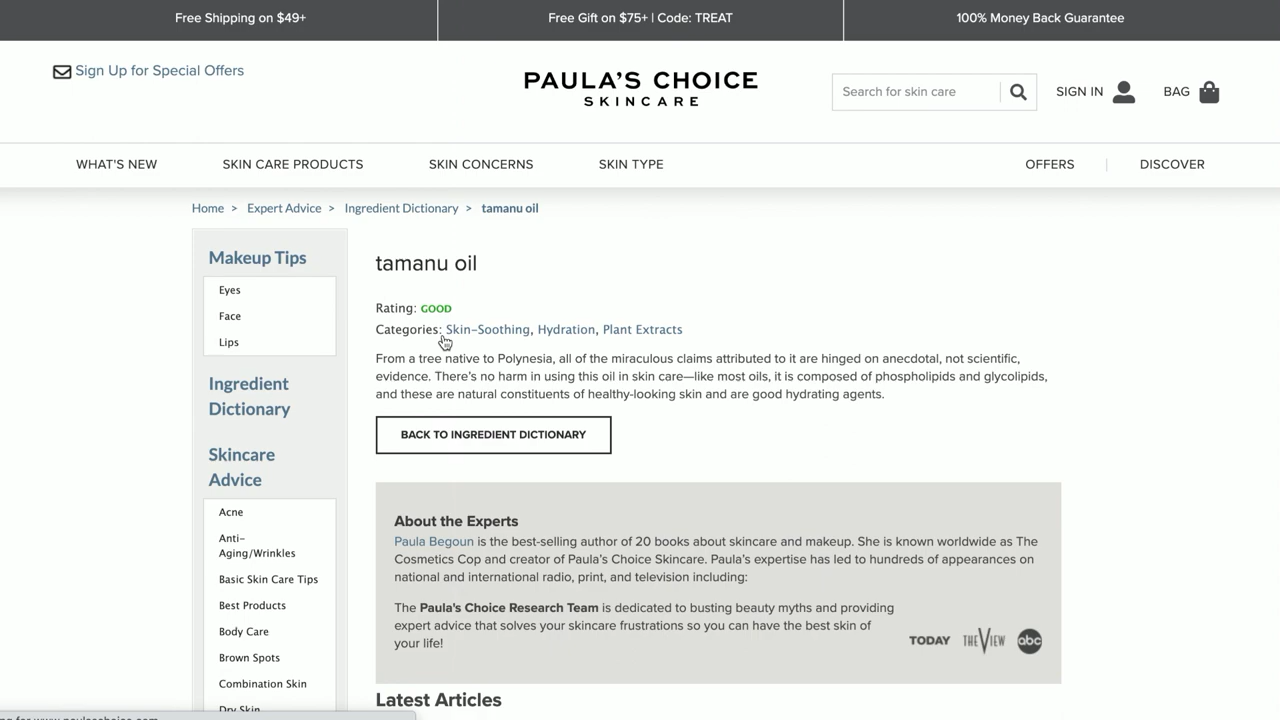 Free Shipping on $49+
Free Gift on $75+ | Code: TREAT
100% Money Back Guarantee
Sign Up for Special Offers
PAULA'S CHOICE
SKINCARE
Search for skin care
SIGN IN
BAG
WHAT'S NEW
SKIN CARE PRODUCTS
SKIN CONCERNS
SKIN TYPE
OFFERS
|
DISCOVER
Home > Expert Advice > Ingredient Dictionary > tamanu oil
Makeup Tips
Eyes
Face
Lips
Ingredient
Dictionary
Skincare
Advice
Acne
Anti-
Aging/Wrinkles
Basic Skin Care Tips
Best Products
Body Care
Brown Spots
Combination Skin
Dry Skin
tamanu oil
Rating: GOOD
Categories: Skin-Soothing, Hydration, Plant Extracts
From a tree native to Polynesia, all of the miraculous claims attributed to it are hinged on anecdotal, not scientific,
evidence. There's no harm in using this oil in skin care—like most oils, it is composed of phospholipids and glycolipids,
and these are natural constituents of healthy-looking skin and are good hydrating agents.
BACK TO INGREDIENT DICTIONARY
About the Experts
Paula Begoun is the best-selling author of 20 books about skincare and makeup. She is known worldwide as The
Cosmetics Cop and creator of Paula's Choice Skincare. Paula's expertise has led to hundreds of appearances on
national and international radio, print, and television including:
The Paula's Choice Research Team is dedicated to busting beauty myths and providing
expert advice that solves your skincare frustrations so you can have the best skin of
your life!
TODAY THE VIEW abc
Latest Articles